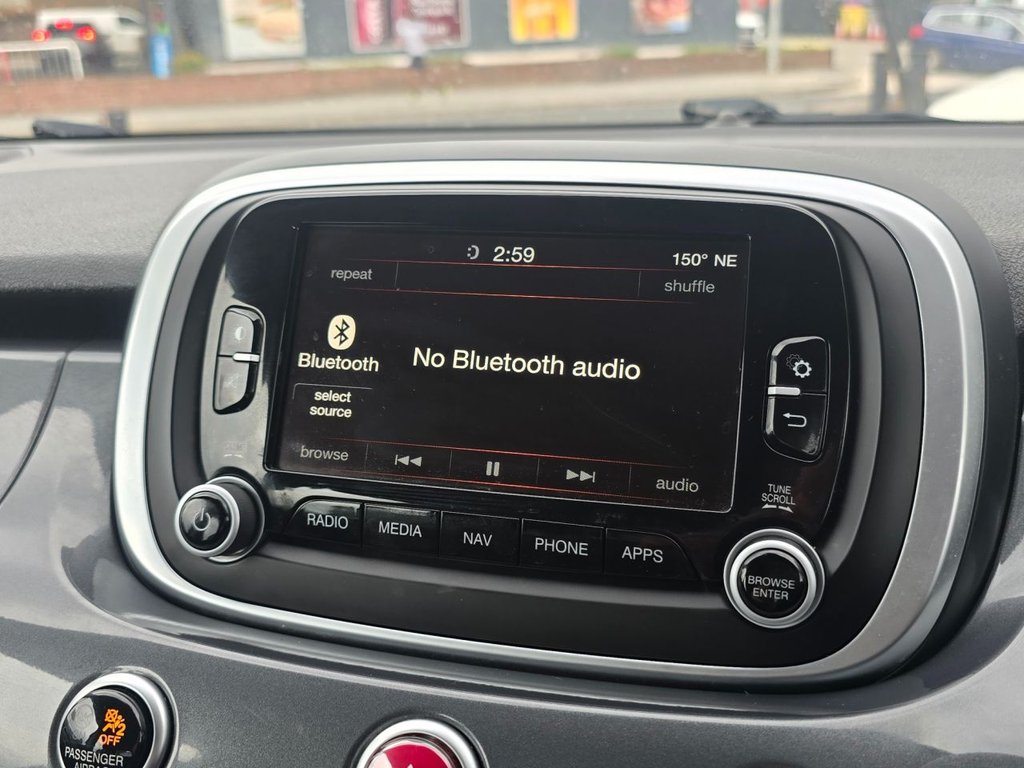 2:59
150° NE
repeat
shuffle
Bluetooth
No Bluetooth audio
select
source
browse
audio
TUNE
SCROLL
RADIO
MEDIA
NAV
PHONE
APPS
BROWSE
ENTER
2
OFF
PASSENGER